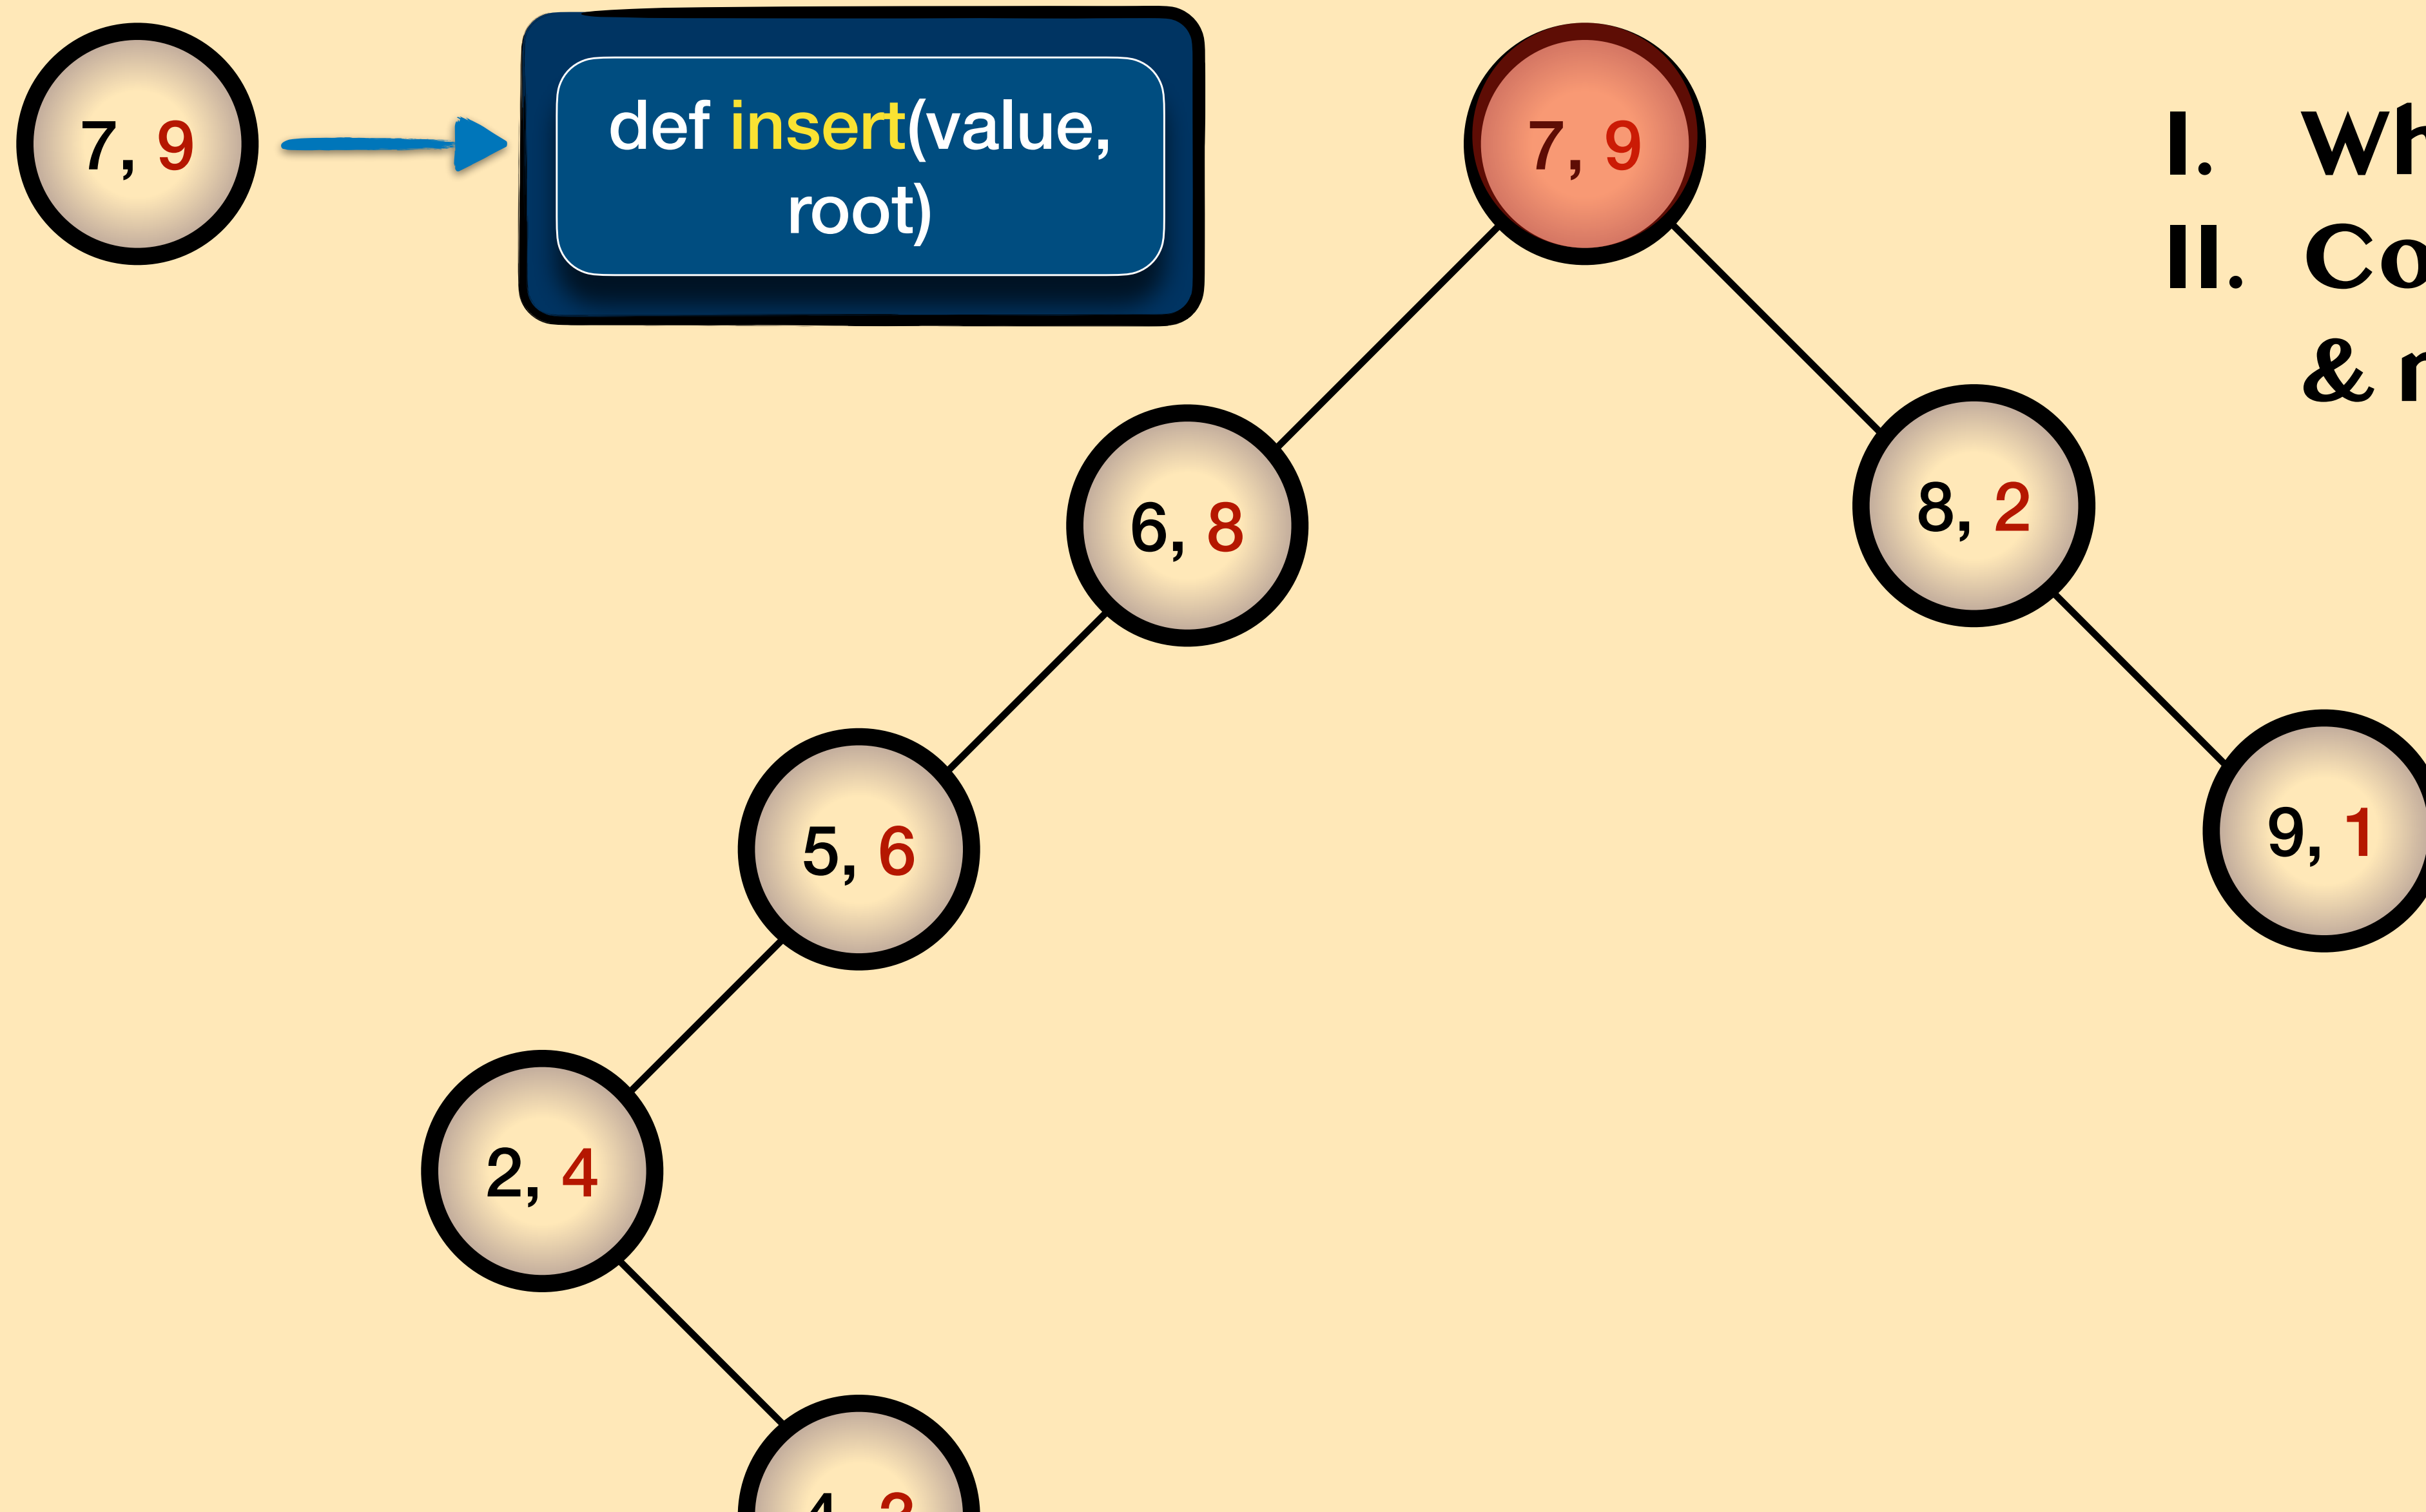 7, 9
def insert(value,
root)
7, 9
I.
II.
&
6, 8
8, 2
5, 6
9, 1
2, 4